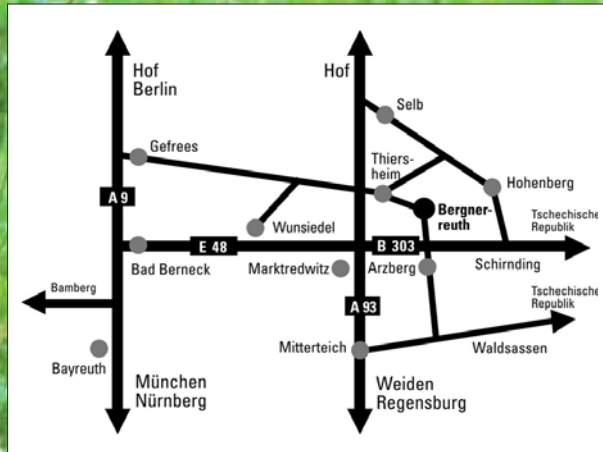 Hof
Berlin
Hof
Selb
Gefrees
Thiers-
heim
Hohenberg
A 9
Bergner-
reuth
Tschechische
Republik
Wunsiedel
E 48
B 303
Bad Berneck
Marktredwitz
Arzberg
Schirnding
Bamberg
Tschechische
Republik
A 93
Mitterteich
Waldsassen
Bayreuth
München
Nürnberg
Weiden
Regensburg